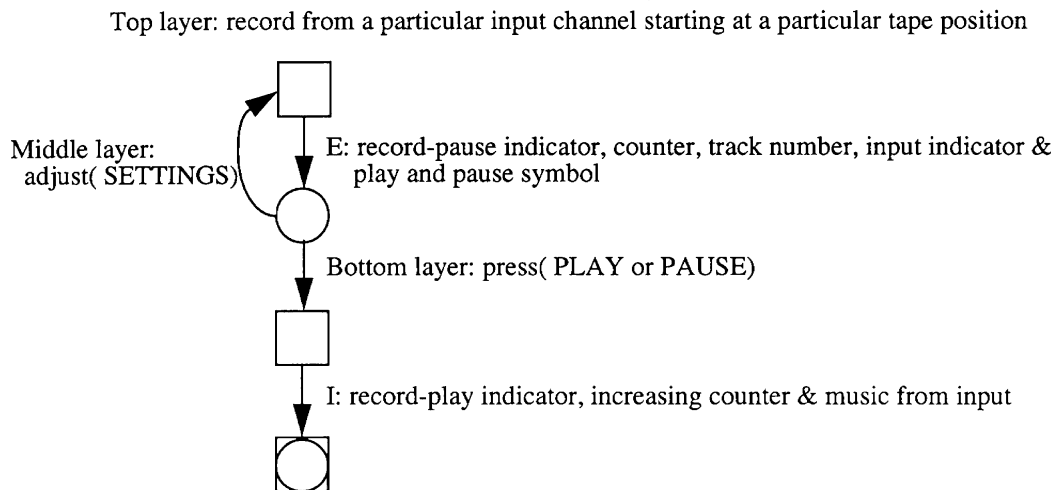 Top layer: record from a particular input channel starting at a particular tape position
Middle layer:
adjust( SETTINGS)
E: record-pause indicator, counter, track number, input indicator &
play and pause symbol
Bottom layer: press( PLAY or PAUSE)
I: record-play indicator, increasing counter & music from input